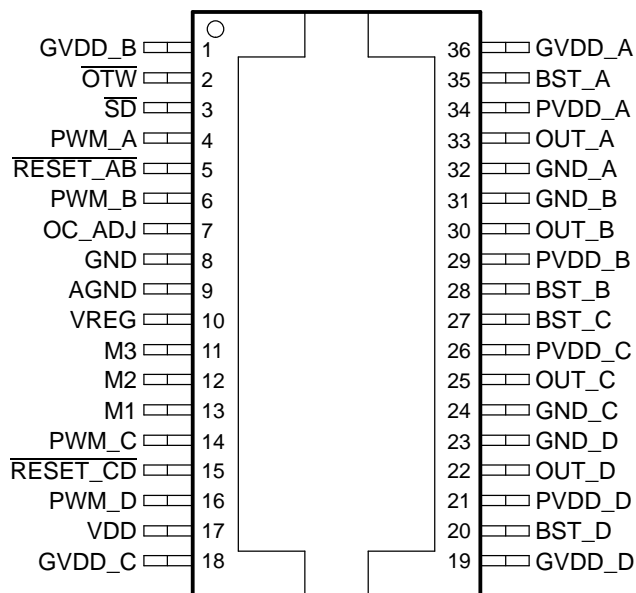 GVDD_B 1 36 GVDD_A
OTW 2 35 BST_A
SD 3 34 PVDD_A
PWM_A 4 33 OUT_A
RESET_AB 5 32 GND_A
PWM_B 6 31 GND_B
OC_ADJ 7 30 OUT_B
GND 8 29 PVDD_B
AGND 9 28 BST_B
VREG 10 27 BST_C
M3 11 26 PVDD_C
M2 12 25 OUT_C
M1 13 24 GND_C
PWM_C 14 23 GND_D
RESET_CD 15 22 OUT_D
PWM_D 16 21 PVDD_D
VDD 17 20 BST_D
GVDD_C 18 19 GVDD_D